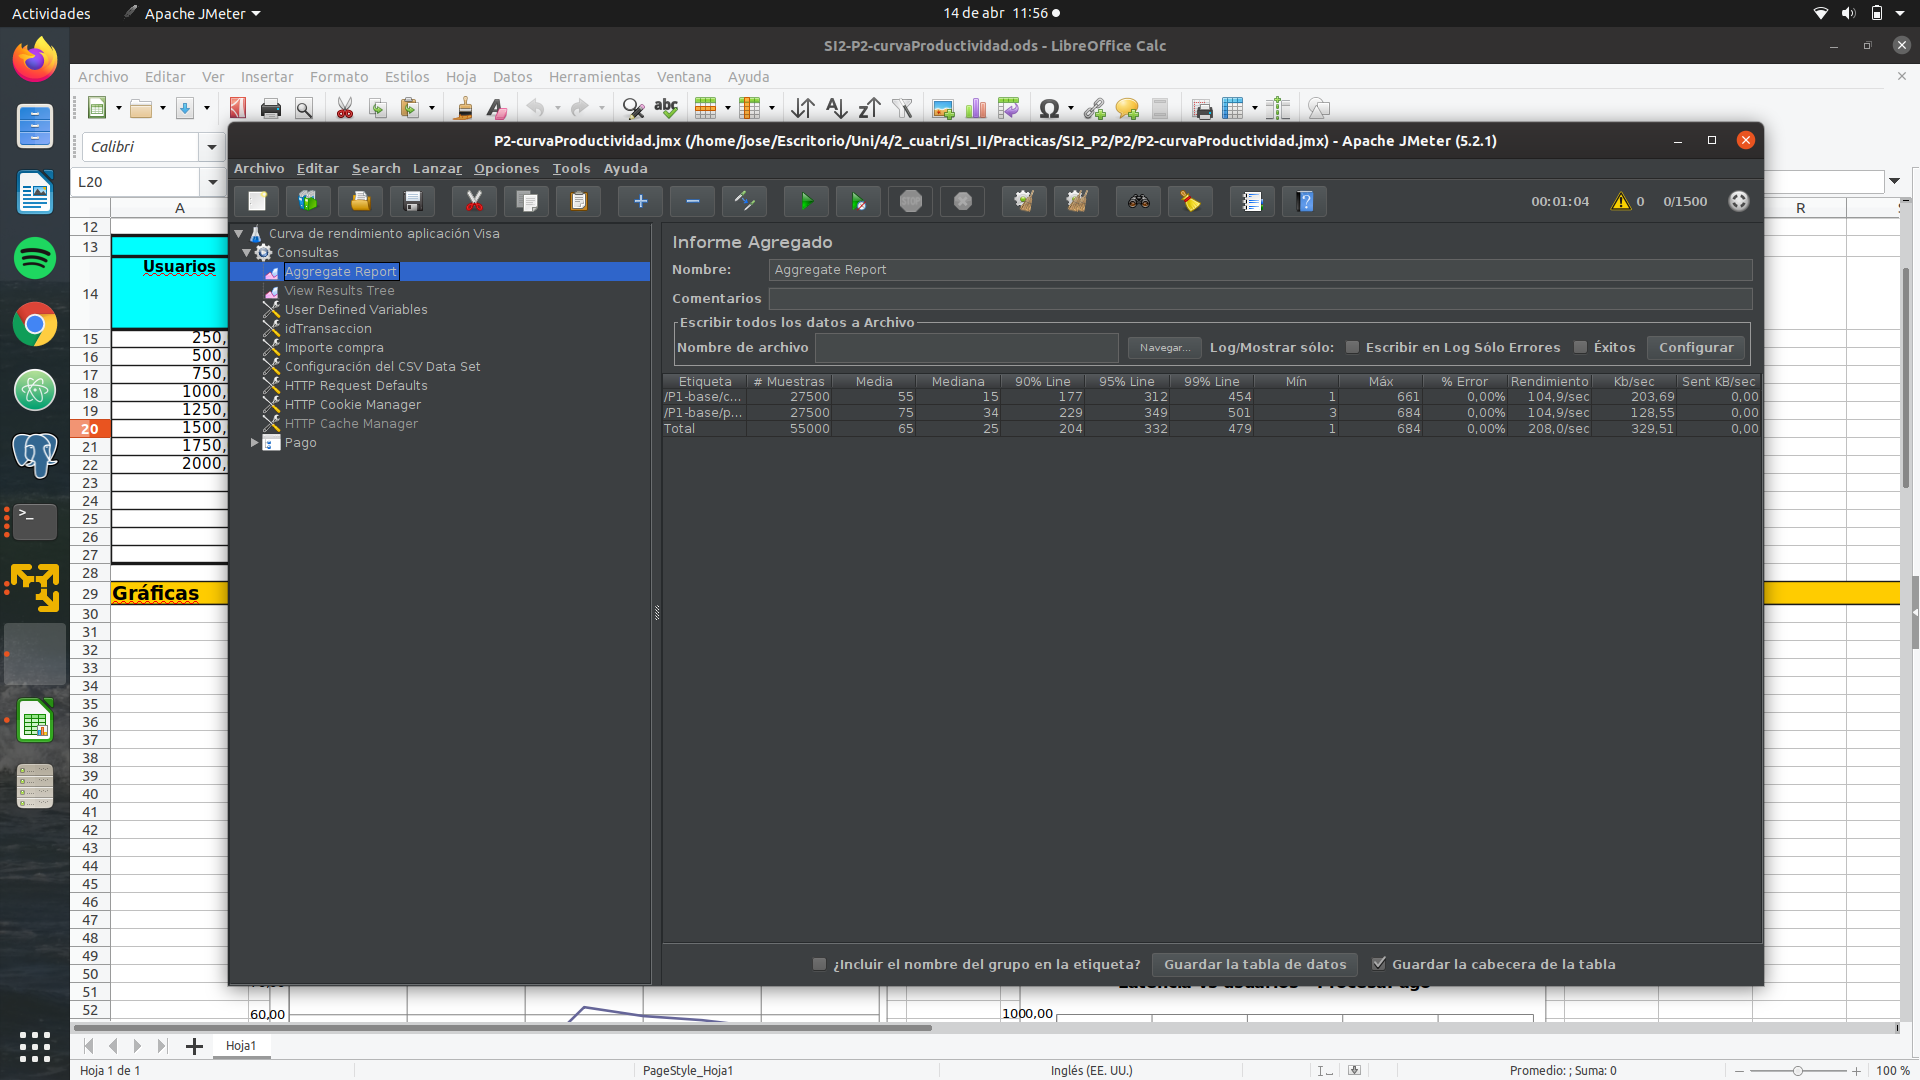 Actividades
Apache JMeter
14 de abr 11:56
SI2-P2-curvaProductividad.ods - LibreOffice Calc
Archivo Editar Ver Insertar Formato Estilos Hoja Datos Herramientas Ventana Ayuda
Calibri
L20
A
R
12
13
14
Usuarios
15 250,
16 500,
17 750,
18 1000,
19 1250,
20 1500,
21 1750,
22 2000,
23
24
25
26
27
28
29 Gráficas
30
31
32
33
34
35
36
37
38
39
40
41
42
43
44
45
46
47
48
49
50
51
52
60,00
1000,00
P2-curvaProductividad.jmx (/home/jose/Escritorio/Uni/4/2_cuatri/SI_II/Practicas/SI2_P2/P2/P2-curvaProductividad.jmx) - Apache JMeter (5.2.1)
Archivo Editar Search Lanzar Opciones Tools Ayuda
STOP
00:01:04 0 0/1500
Curva de rendimiento aplicación Visa
Consultas
Aggregate Report
View Results Tree
User Defined Variables
idTransaccion
Importe compra
Configuración del CSV Data Set
HTTP Request Defaults
HTTP Cookie Manager
HTTP Cache Manager
Pago
Informe Agregado
Nombre: Aggregate Report
Comentarios
Escribir todos los datos a Archivo
Nombre de archivo Navegar... Log/Mostrar sólo: Escribir en Log Sólo Errores Éxitos Configurar
Etiqueta # Muestras Media Mediana 90% Line 95% Line 99% Line Mín Máx % Error Rendimiento Kb/sec Sent KB/sec
/P1-base/c... 27500 55 15 177 312 454 1 661 0,00% 104,9/sec 203,69 0,00
/P1-base/p... 27500 75 34 229 349 501 3 684 0,00% 104,9/sec 128,55 0,00
Total 55000 65 25 204 332 479 1 684 0,00% 208,0/sec 329,51 0,00
¿Incluir el nombre del grupo en la etiqueta? Guardar la tabla de datos Guardar la cabecera de la tabla
Hoja1
Hoja 1 de 1
PageStyle_Hoja1
Inglés (EE. UU.)
Promedio: ; Suma: 0
100 %